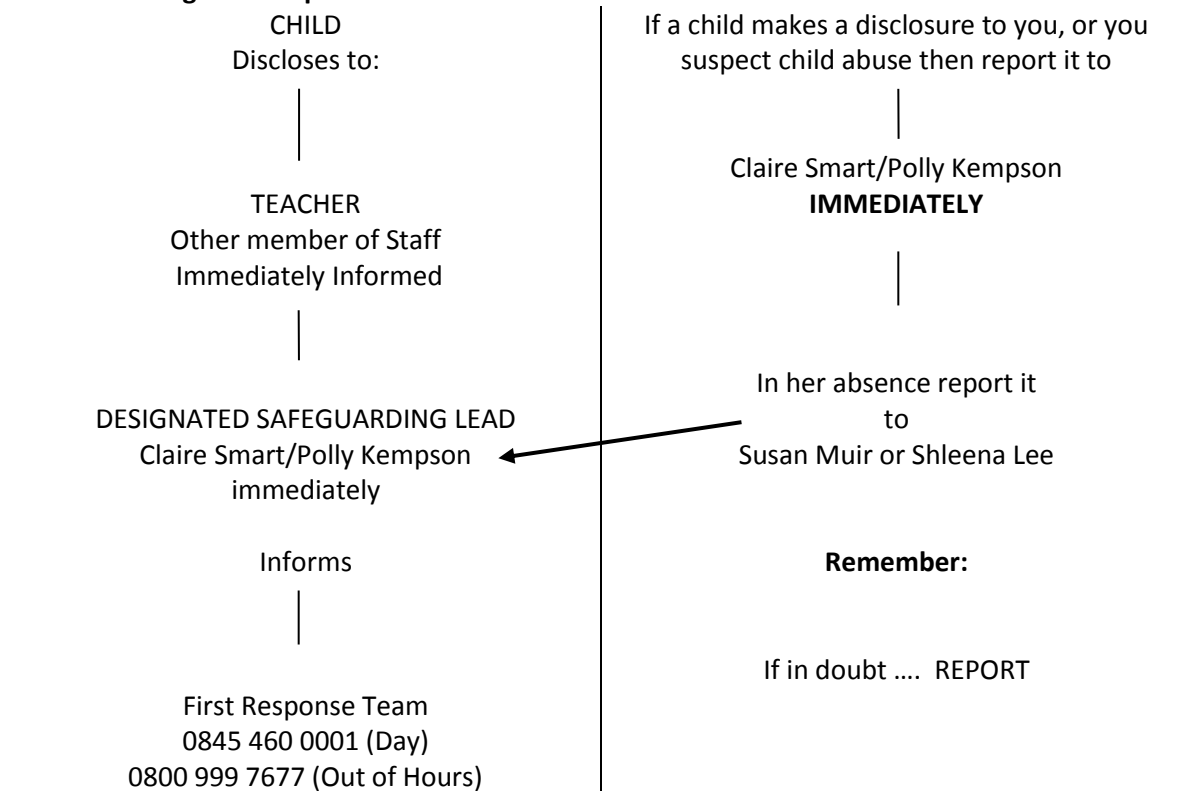 CHILD
Discloses to:
TEACHER
Other member of Staff
Immediately Informed
DESIGNATED SAFEGUARDING LEAD
Claire Smart/Polly Kempson
immediately
Informs
First Response Team
0845 460 0001 (Day)
0800 999 7677 (Out of Hours)
If a child makes a disclosure to you, or you
suspect child abuse then report it to
Claire Smart/Polly Kempson
IMMEDIATELY
In her absence report it
to
Susan Muir or Shleena Lee
Remember:
If in doubt .... REPORT